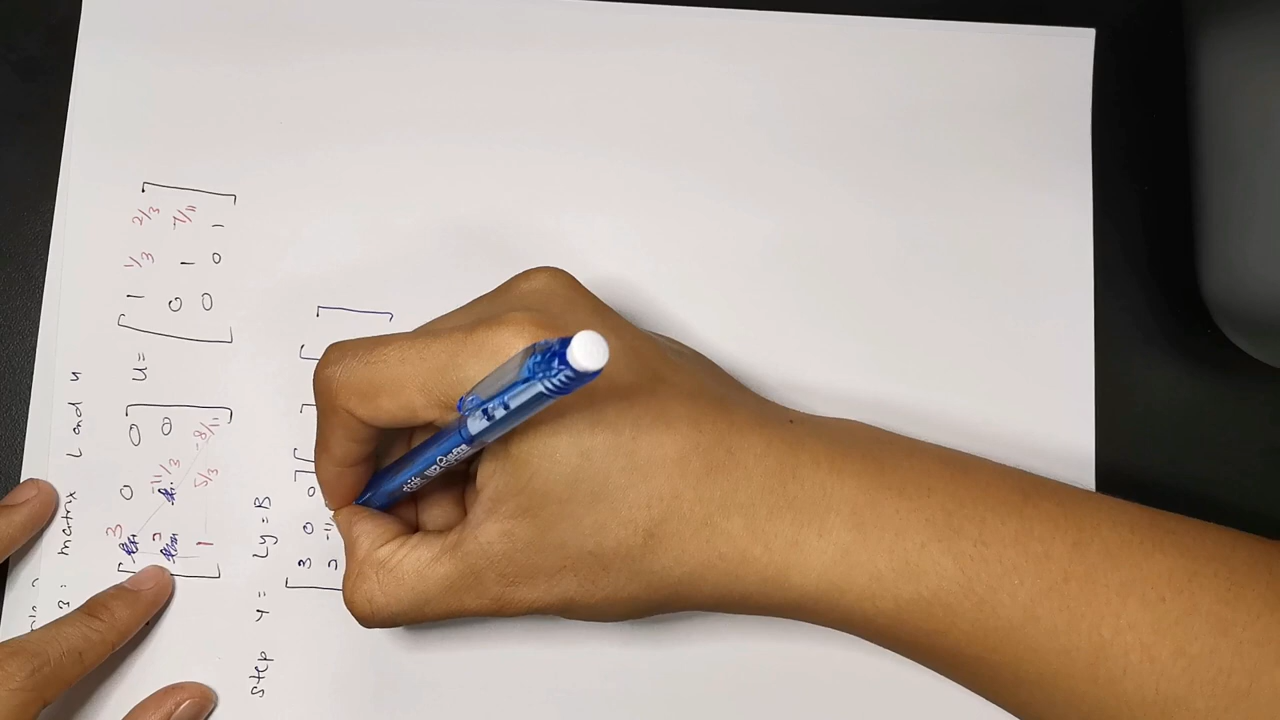 3: matrix L and U
[3 0 0] U= [1 1/3 2/3]
2 -11/3 0 0 1 7/11
1 5/3 -8/11 0 0 1
Step 4= Ly=B
[3 0 0] [ ] [ ]
2 -11